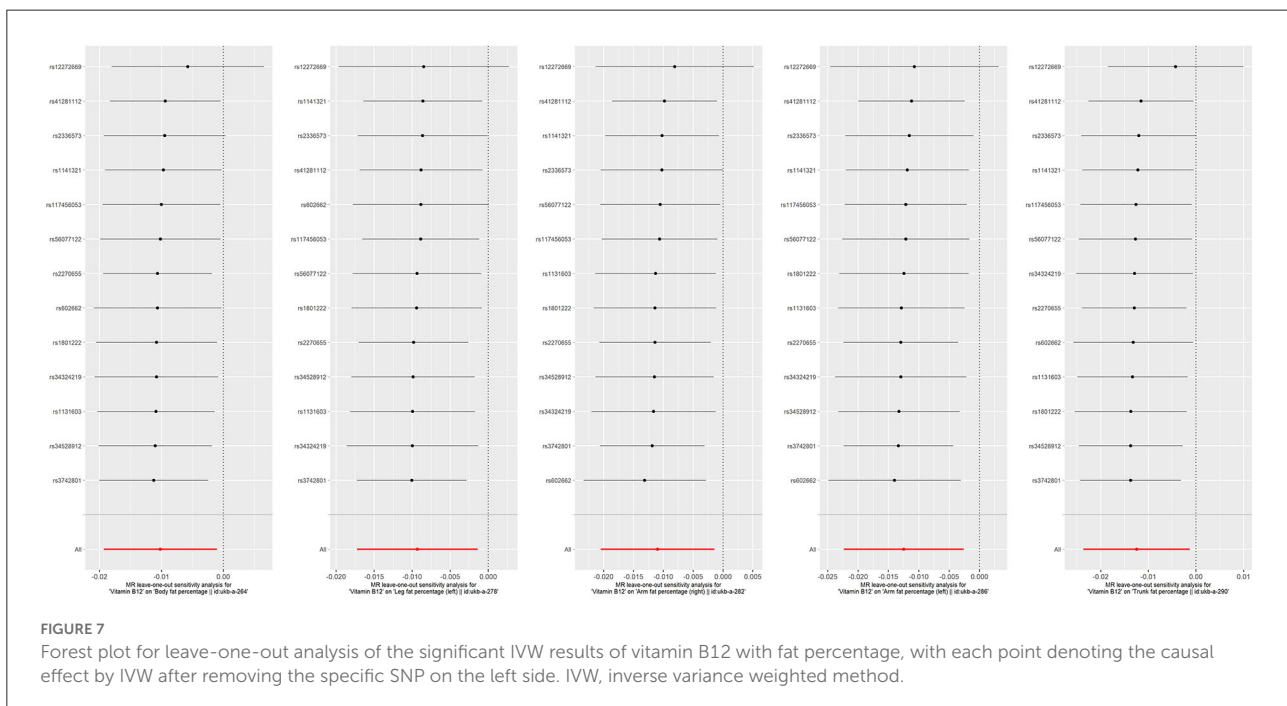 rs12272669
rs41281112
rs2336573
rs1141321
rs117456053
rs56077122
rs2270655
rs602662
rs1801222
rs34324219
rs1131603
rs34528912
rs3742801
All
-0.02
-0.01
0.00
MR leave-one-out sensitivity analysis for
'Vitamin B12' on 'Body fat percentage || id:ukb-a-264'
rs12272669
rs1141321
rs2336573
rs41281112
rs602662
rs117456053
rs56077122
rs1801222
rs2270655
rs34528912
rs1131603
rs34324219
rs3742801
All
-0.020
-0.015
-0.010
-0.005
0.000
MR leave-one-out sensitivity analysis for
'Vitamin B12' on 'Leg fat percentage (left) || id:ukb-a-278'
rs12272669
rs41281112
rs1141321
rs2336573
rs56077122
rs117456053
rs1131603
rs1801222
rs2270655
rs34528912
rs34324219
rs3742801
rs602662
All
-0.020
-0.015
-0.010
-0.005
0.000
0.005
MR leave-one-out sensitivity analysis for
'Vitamin B12' on 'Arm fat percentage (right) || id:ukb-a-282'
rs12272669
rs41281112
rs2336573
rs1141321
rs117456053
rs56077122
rs1801222
rs1131603
rs2270655
rs34324219
rs34528912
rs3742801
rs602662
All
-0.025
-0.020
-0.015
-0.010
-0.005
0.000
MR leave-one-out sensitivity analysis for
'Vitamin B12' on 'Arm fat percentage (left) || id:ukb-a-286'
rs12272669
rs41281112
rs2336573
rs1141321
rs117456053
rs56077122
rs34324219
rs2270655
rs602662
rs1131603
rs1801222
rs34528912
rs3742801
All
-0.02
-0.01
0.00
0.01
MR leave-one-out sensitivity analysis for
'Vitamin B12' on 'Trunk fat percentage || id:ukb-a-290'
FIGURE 7
Forest plot for leave-one-out analysis of the significant IVW results of vitamin B12 with fat percentage, with each point denoting the causal
effect by IVW after removing the specific SNP on the left side. IVW, inverse variance weighted method.